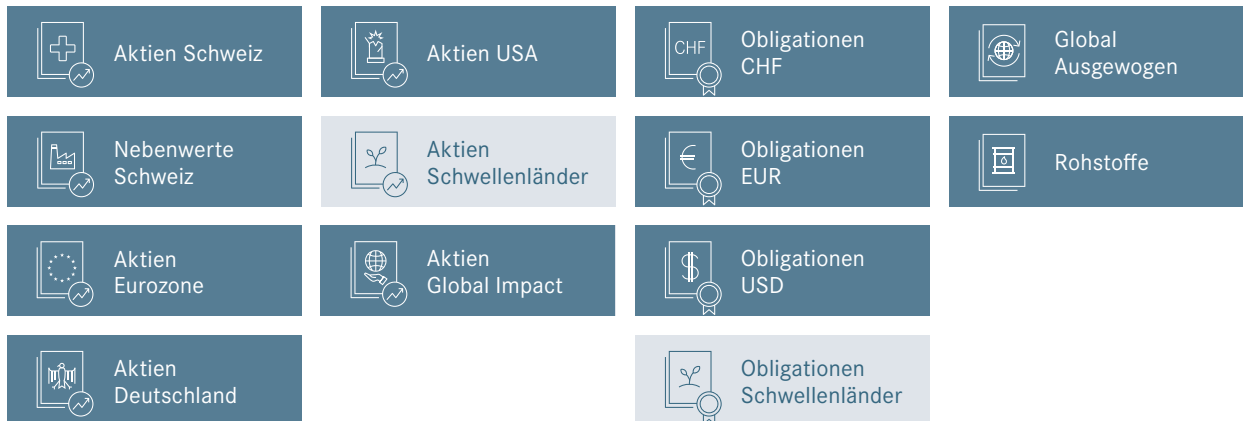 Aktien Schweiz
Aktien USA
CHF
Obligationen
CHF
Global
Ausgewogen
Nebenwerte
Schweiz
Aktien
Schwellenländer
€
Obligationen
EUR
Rohstoffe
Aktien
Eurozone
Aktien
Global Impact
$
Obligationen
USD
Aktien
Deutschland
Obligationen
Schwellenländer